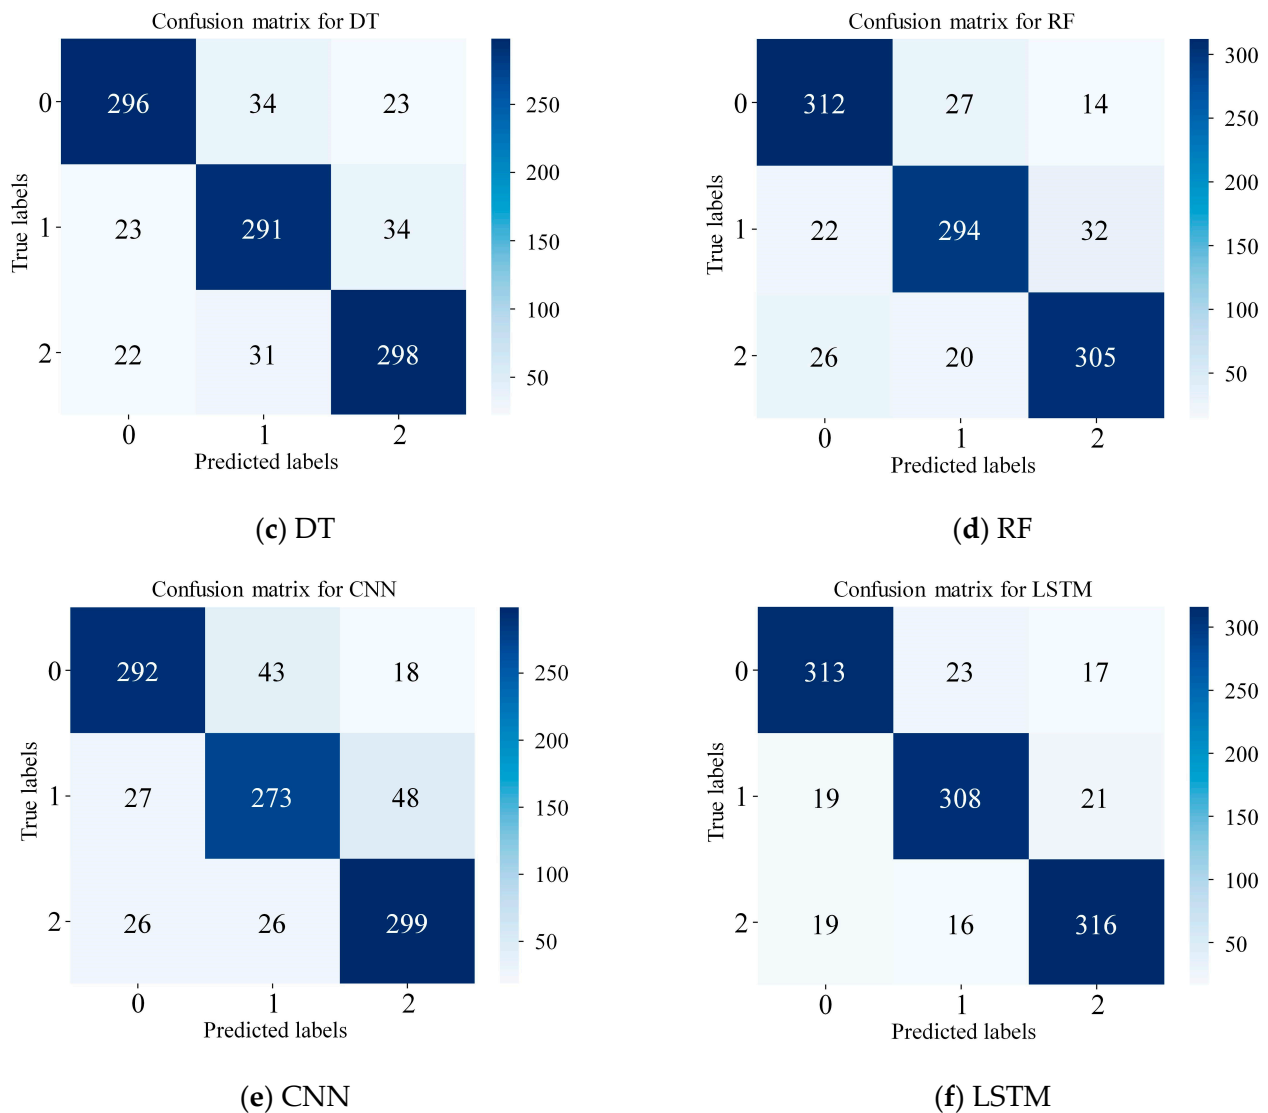 Confusion matrix for DT
0
296 34 23
1
23 291 34
2
22 31 298
0 1 2
True labels
Predicted labels
250
200
150
100
50
(c) DT
Confusion matrix for RF
0
312 27 14
1
22 294 32
2
26 20 305
0 1 2
True labels
Predicted labels
300
250
200
150
100
50
(d) RF
Confusion matrix for CNN
0
292 43 18
1
27 273 48
2
26 26 299
0 1 2
True labels
Predicted labels
250
200
150
100
50
(e) CNN
Confusion matrix for LSTM
0
313 23 17
1
19 308 21
2
19 16 316
0 1 2
True labels
Predicted labels
300
250
200
150
100
50
(f) LSTM